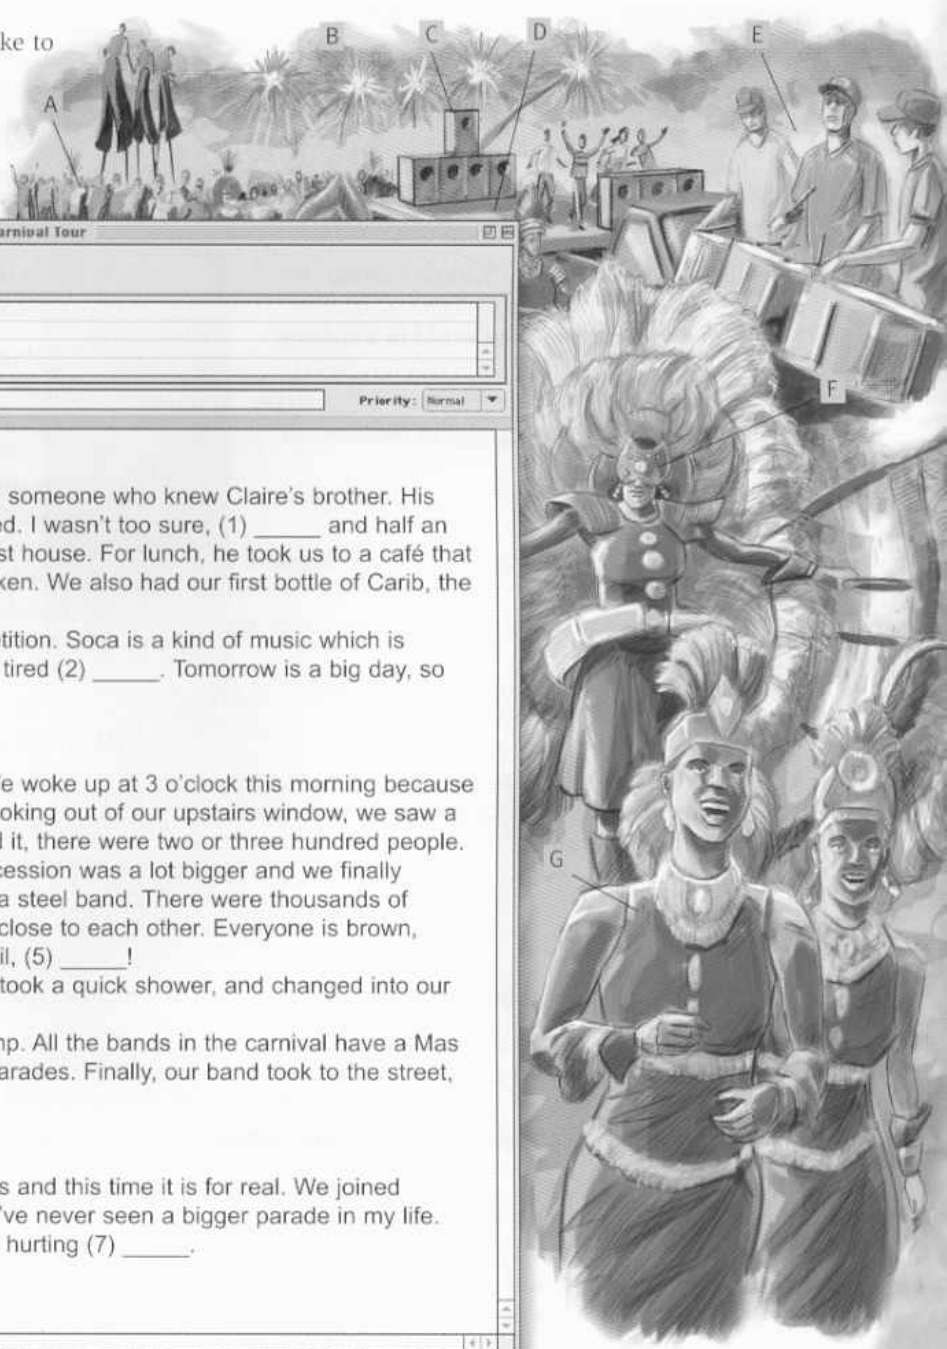 ke to
A
B
C
D
E
arnival Tour
Priority: Normal
F
someone who knew Claire's brother. His
ed. I wasn't too sure, (1) _____ and half an
st house. For lunch, he took us to a café that
ken. We also had our first bottle of Carib, the
tition. Soca is a kind of music which is
tired (2) _____. Tomorrow is a big day, so
e woke up at 3 o'clock this morning because
oking out of our upstairs window, we saw a
d it, there were two or three hundred people.
cession was a lot bigger and we finally
a steel band. There were thousands of
close to each other. Everyone is brown,
il, (5) _____!
took a quick shower, and changed into our
mp. All the bands in the carnival have a Mas
arades. Finally, our band took to the street,
G
s and this time it is for real. We joined
've never seen a bigger parade in my life.
hurting (7) _____.